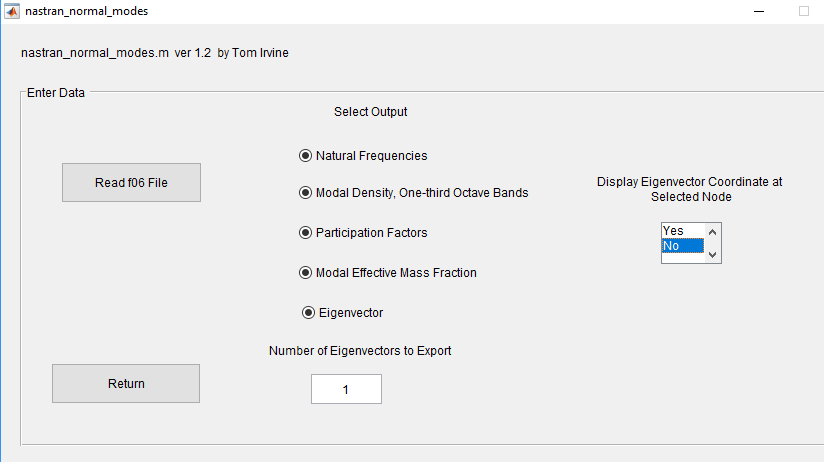 nastran_normal_modes
nastran_normal_modes.m ver 1.2 by Tom Irvine
Enter Data
Select Output
Read f06 File
Natural Frequencies
Modal Density, One-third Octave Bands
Participation Factors
Modal Effective Mass Fraction
Eigenvector
Display Eigenvector Coordinate at
Selected Node
Yes
No
Number of Eigenvectors to Export
1
Return